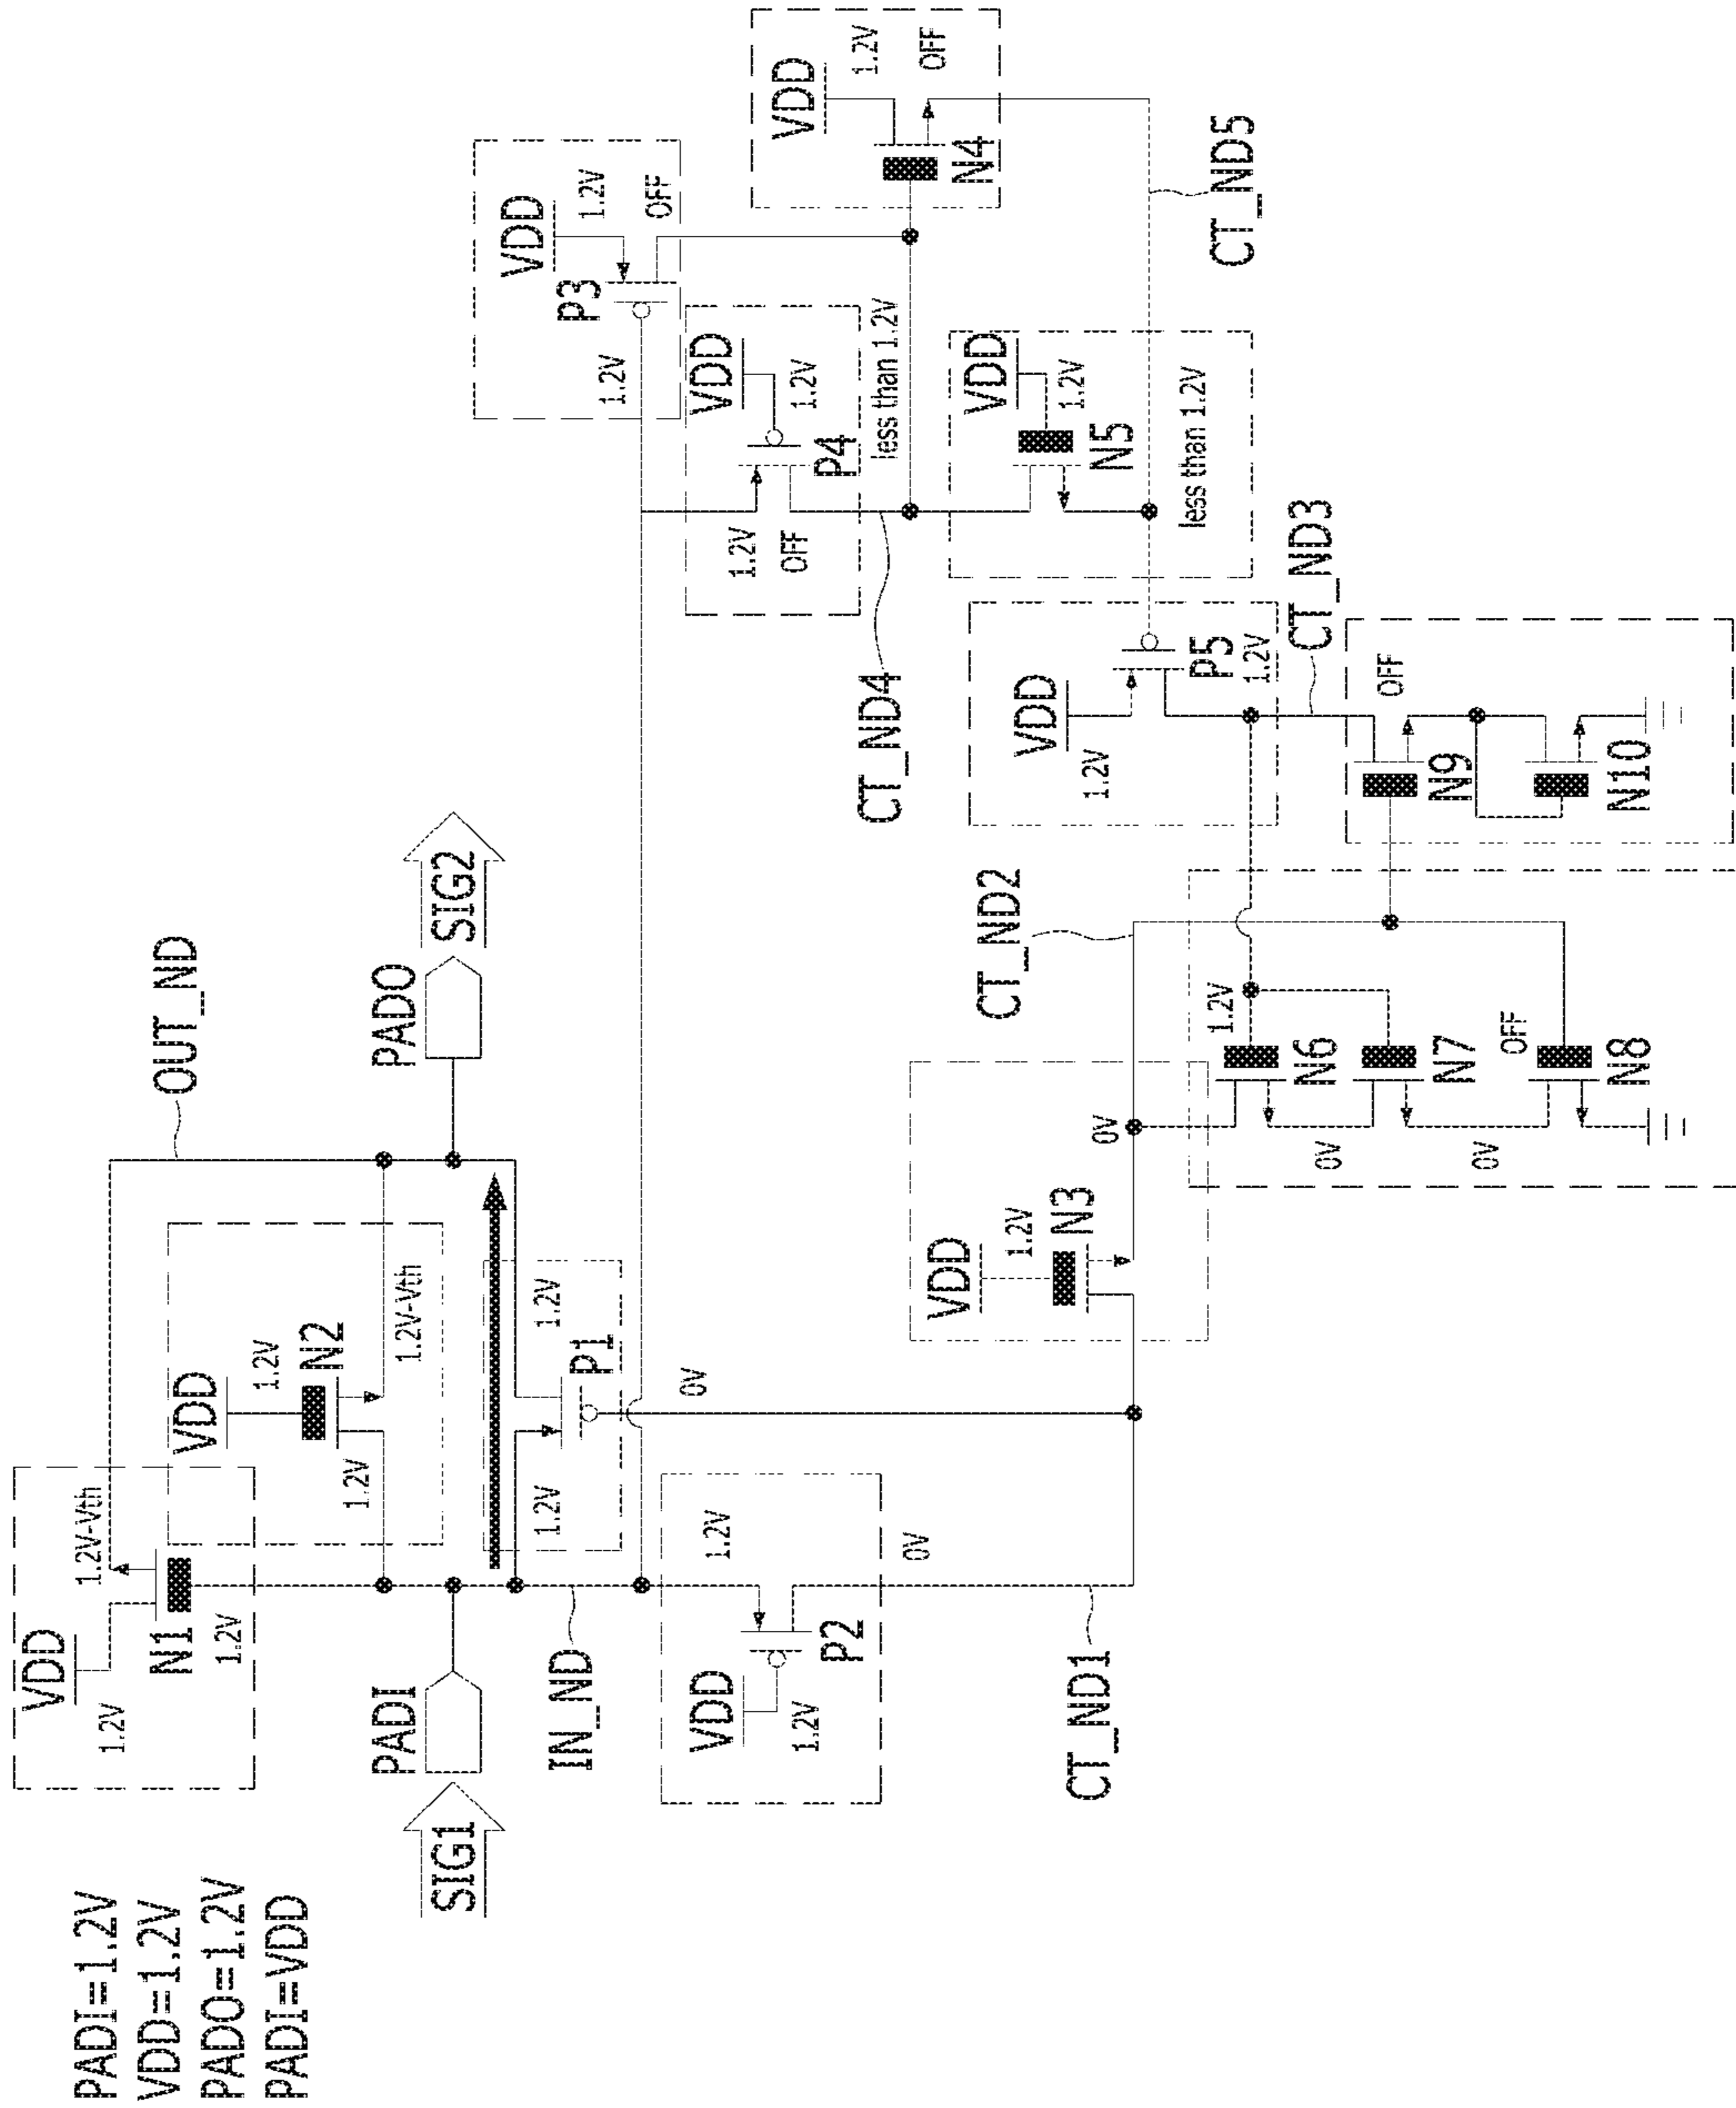 PADI=1.2V
VDD=1.2V
PADO=1.2V
PADI=VDD
VDD
1.2V
N1
1.2V
1.2V-Vth
OUT_ND
VDD
1.2V
N2
1.2V
1.2V-Vth
SIG1
PADI
PADO
SIG2
1.2V
1.2V
P1
0V
IN_ND
VDD
1.2V
P2
1.2V
0V
CT_ND1
VDD
1.2V
P3
1.2V
OFF
VDD
1.2V
P4
1.2V
OFF
less than 1.2V
CT_ND4
VDD
1.2V
OFF
N4
VDD
1.2V
N5
less than 1.2V
CT_ND5
VDD
1.2V
P5
1.2V
CT_ND3
VDD
1.2V
N3
0V
CT_ND2
1.2V
N6
0V
N7
0V
OFF
N8
OFF
N9
N10